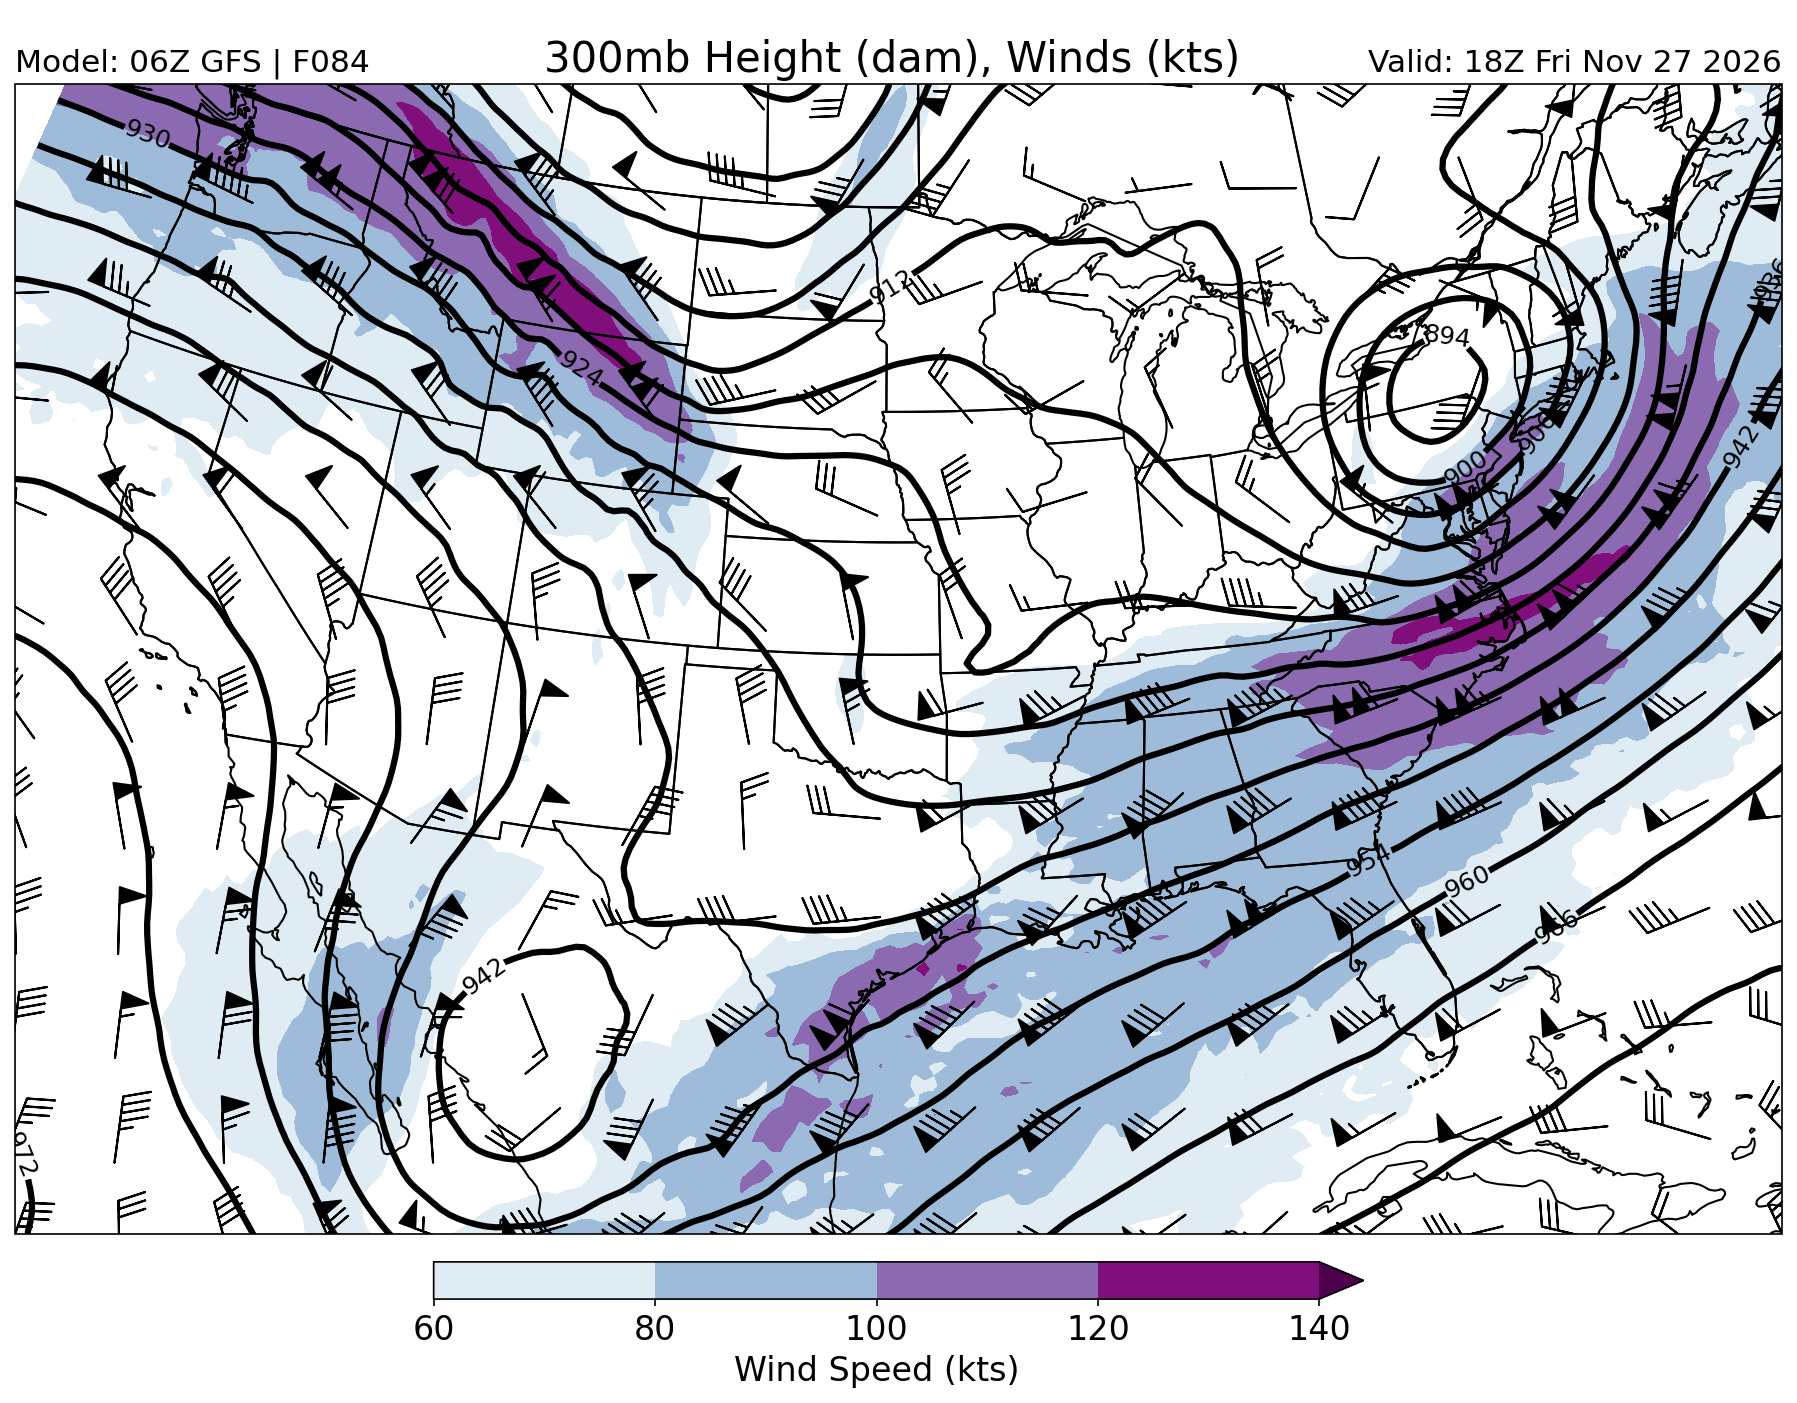 300mb Height (dam), Winds (kts)
Model: 06Z GFS | F084
Valid: 18Z Fri Nov 27 2026
930
912
936
894
924
906
942
900
954
960
966
942
972
60 80 100 120 140
Wind Speed (kts)